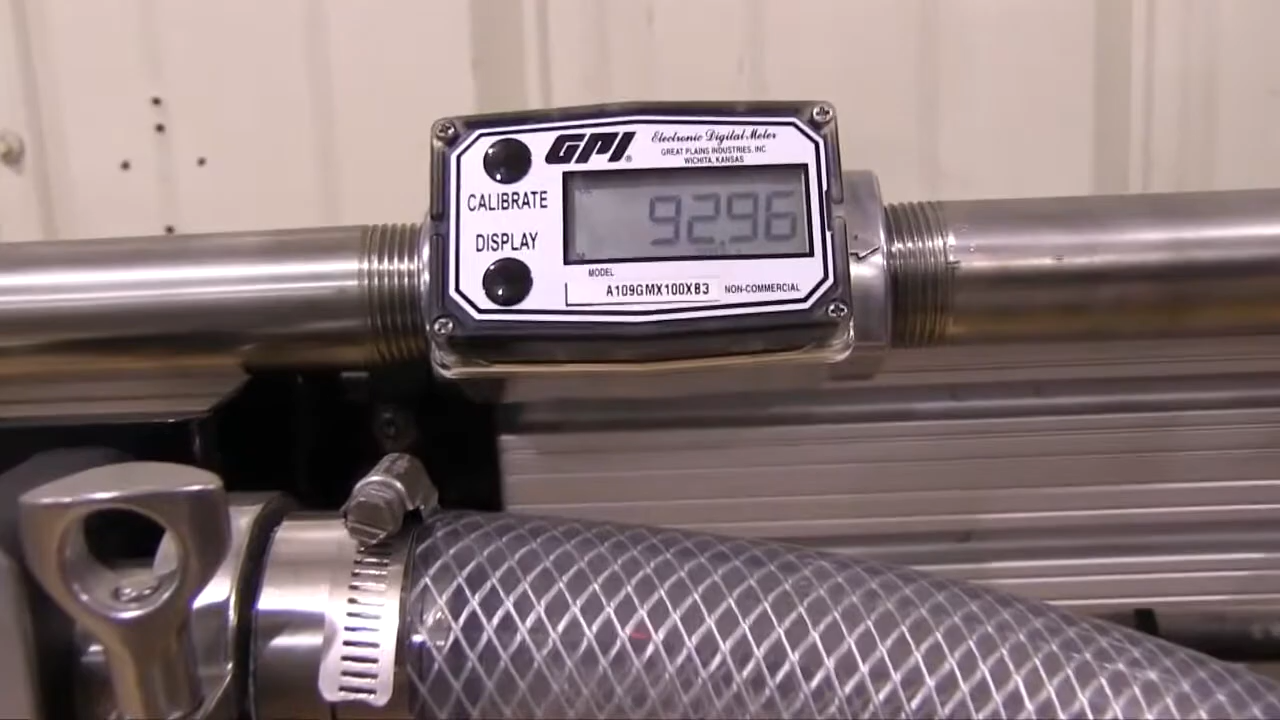 GPI®
Electronic Digital Meter
GREAT PLAINS INDUSTRIES, INC
WICHITA, KANSAS
CALIBRATE
DISPLAY
92.96
MODEL
A109GMX100XB3
NON-COMMERCIAL